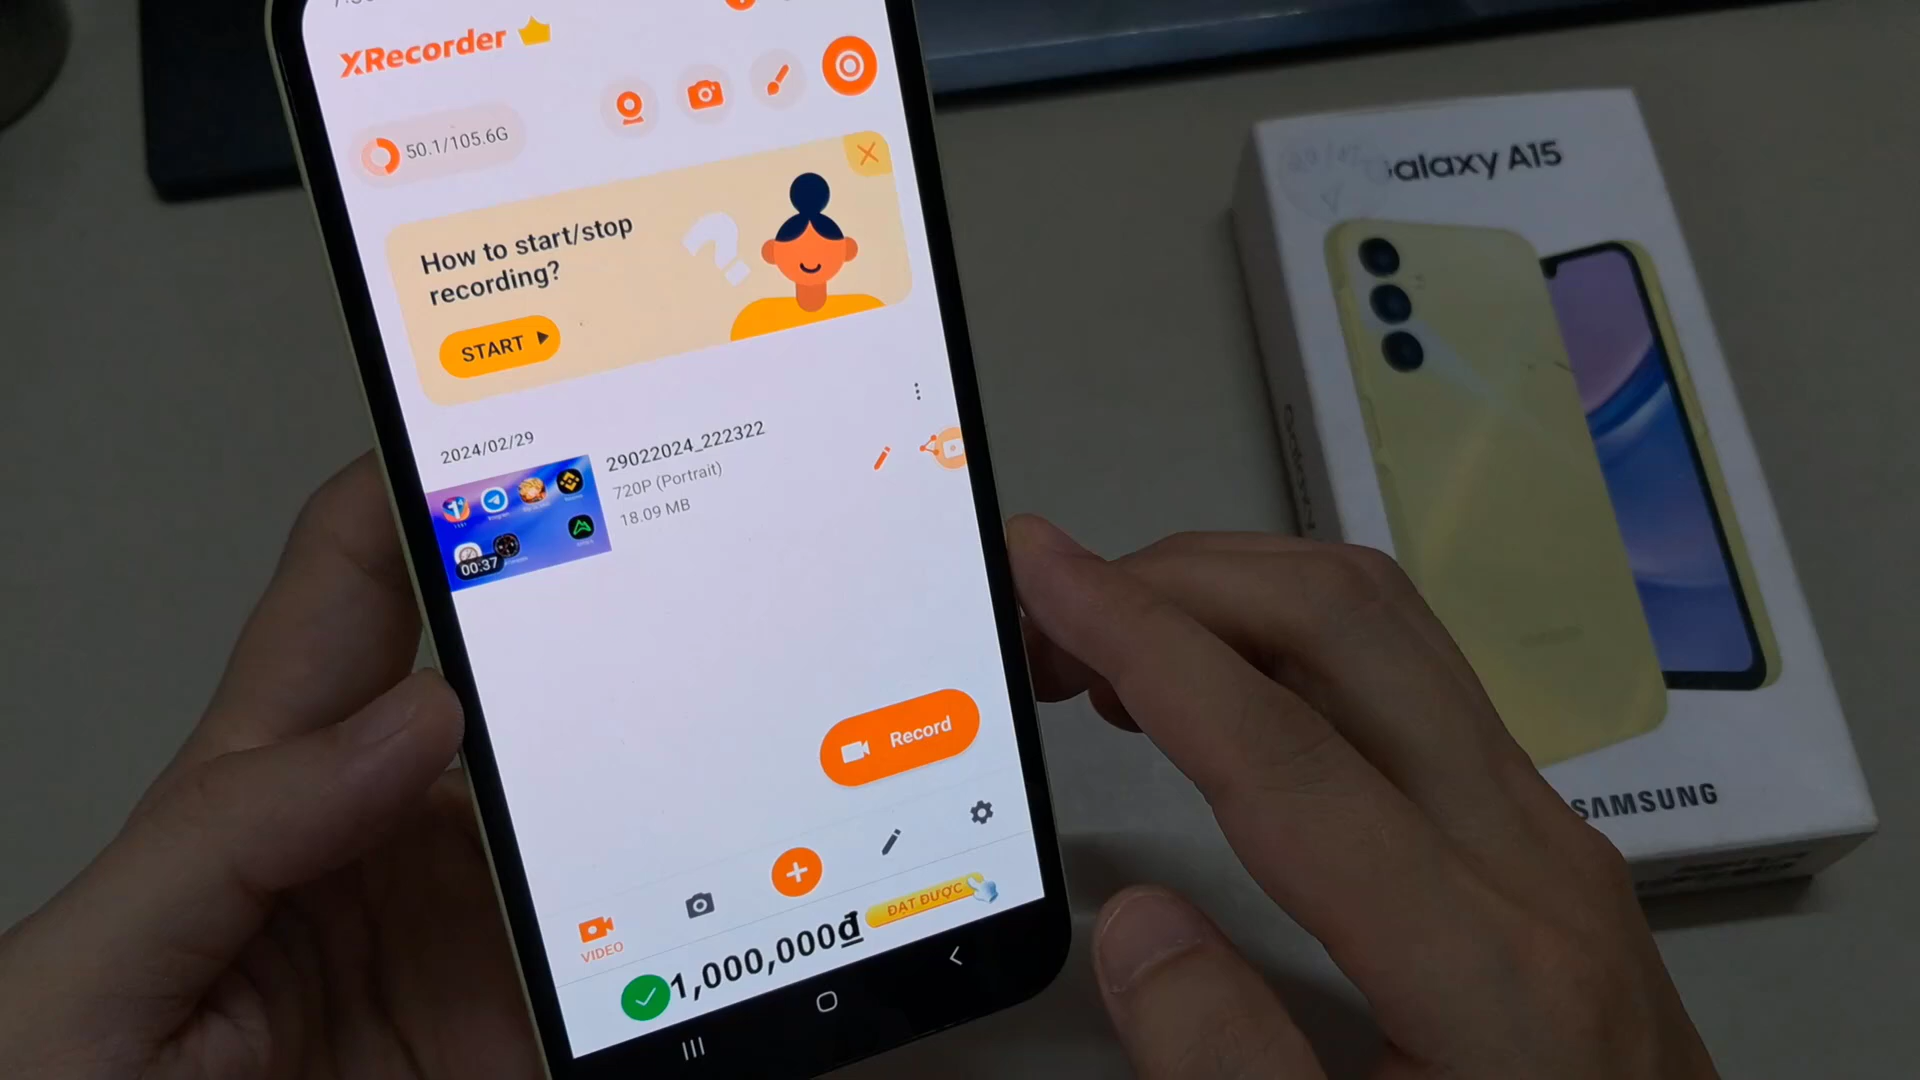 XRecorder
50.1/105.6G
How to start/stop
recording?
START
2024/02/29
29022024_222322
720P (Portrait)
18.09 MB
00:37
Record
VIDEO
1,000,000đ
ĐẠT ĐƯỢC
Galaxy A15
SAMSUNG